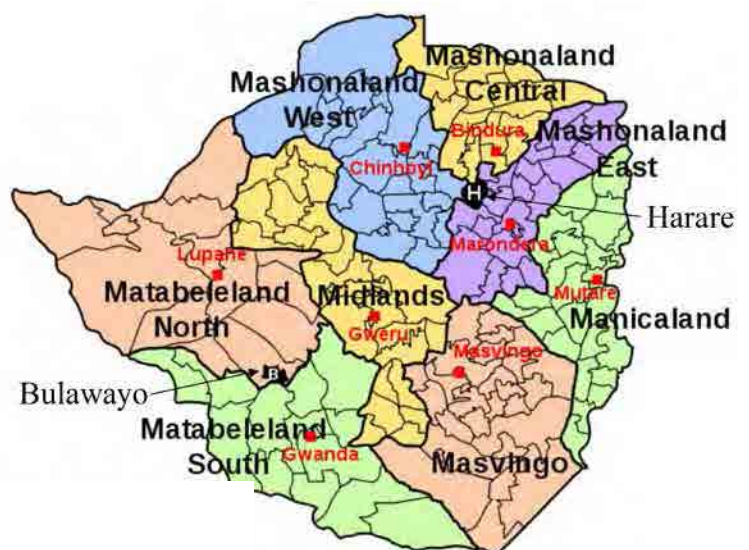 Mashonaland
Central
Mashonaland
West
Bindura
Mashonaland
East
Chinhoyi
H
Harare
Marondera
Lupane
Matabeleland
North
Midlands
Gweru
Mutare
Manicaland
Masvingo
B
Bulawayo
Matabeleland
South
Gwanda
Masvingo